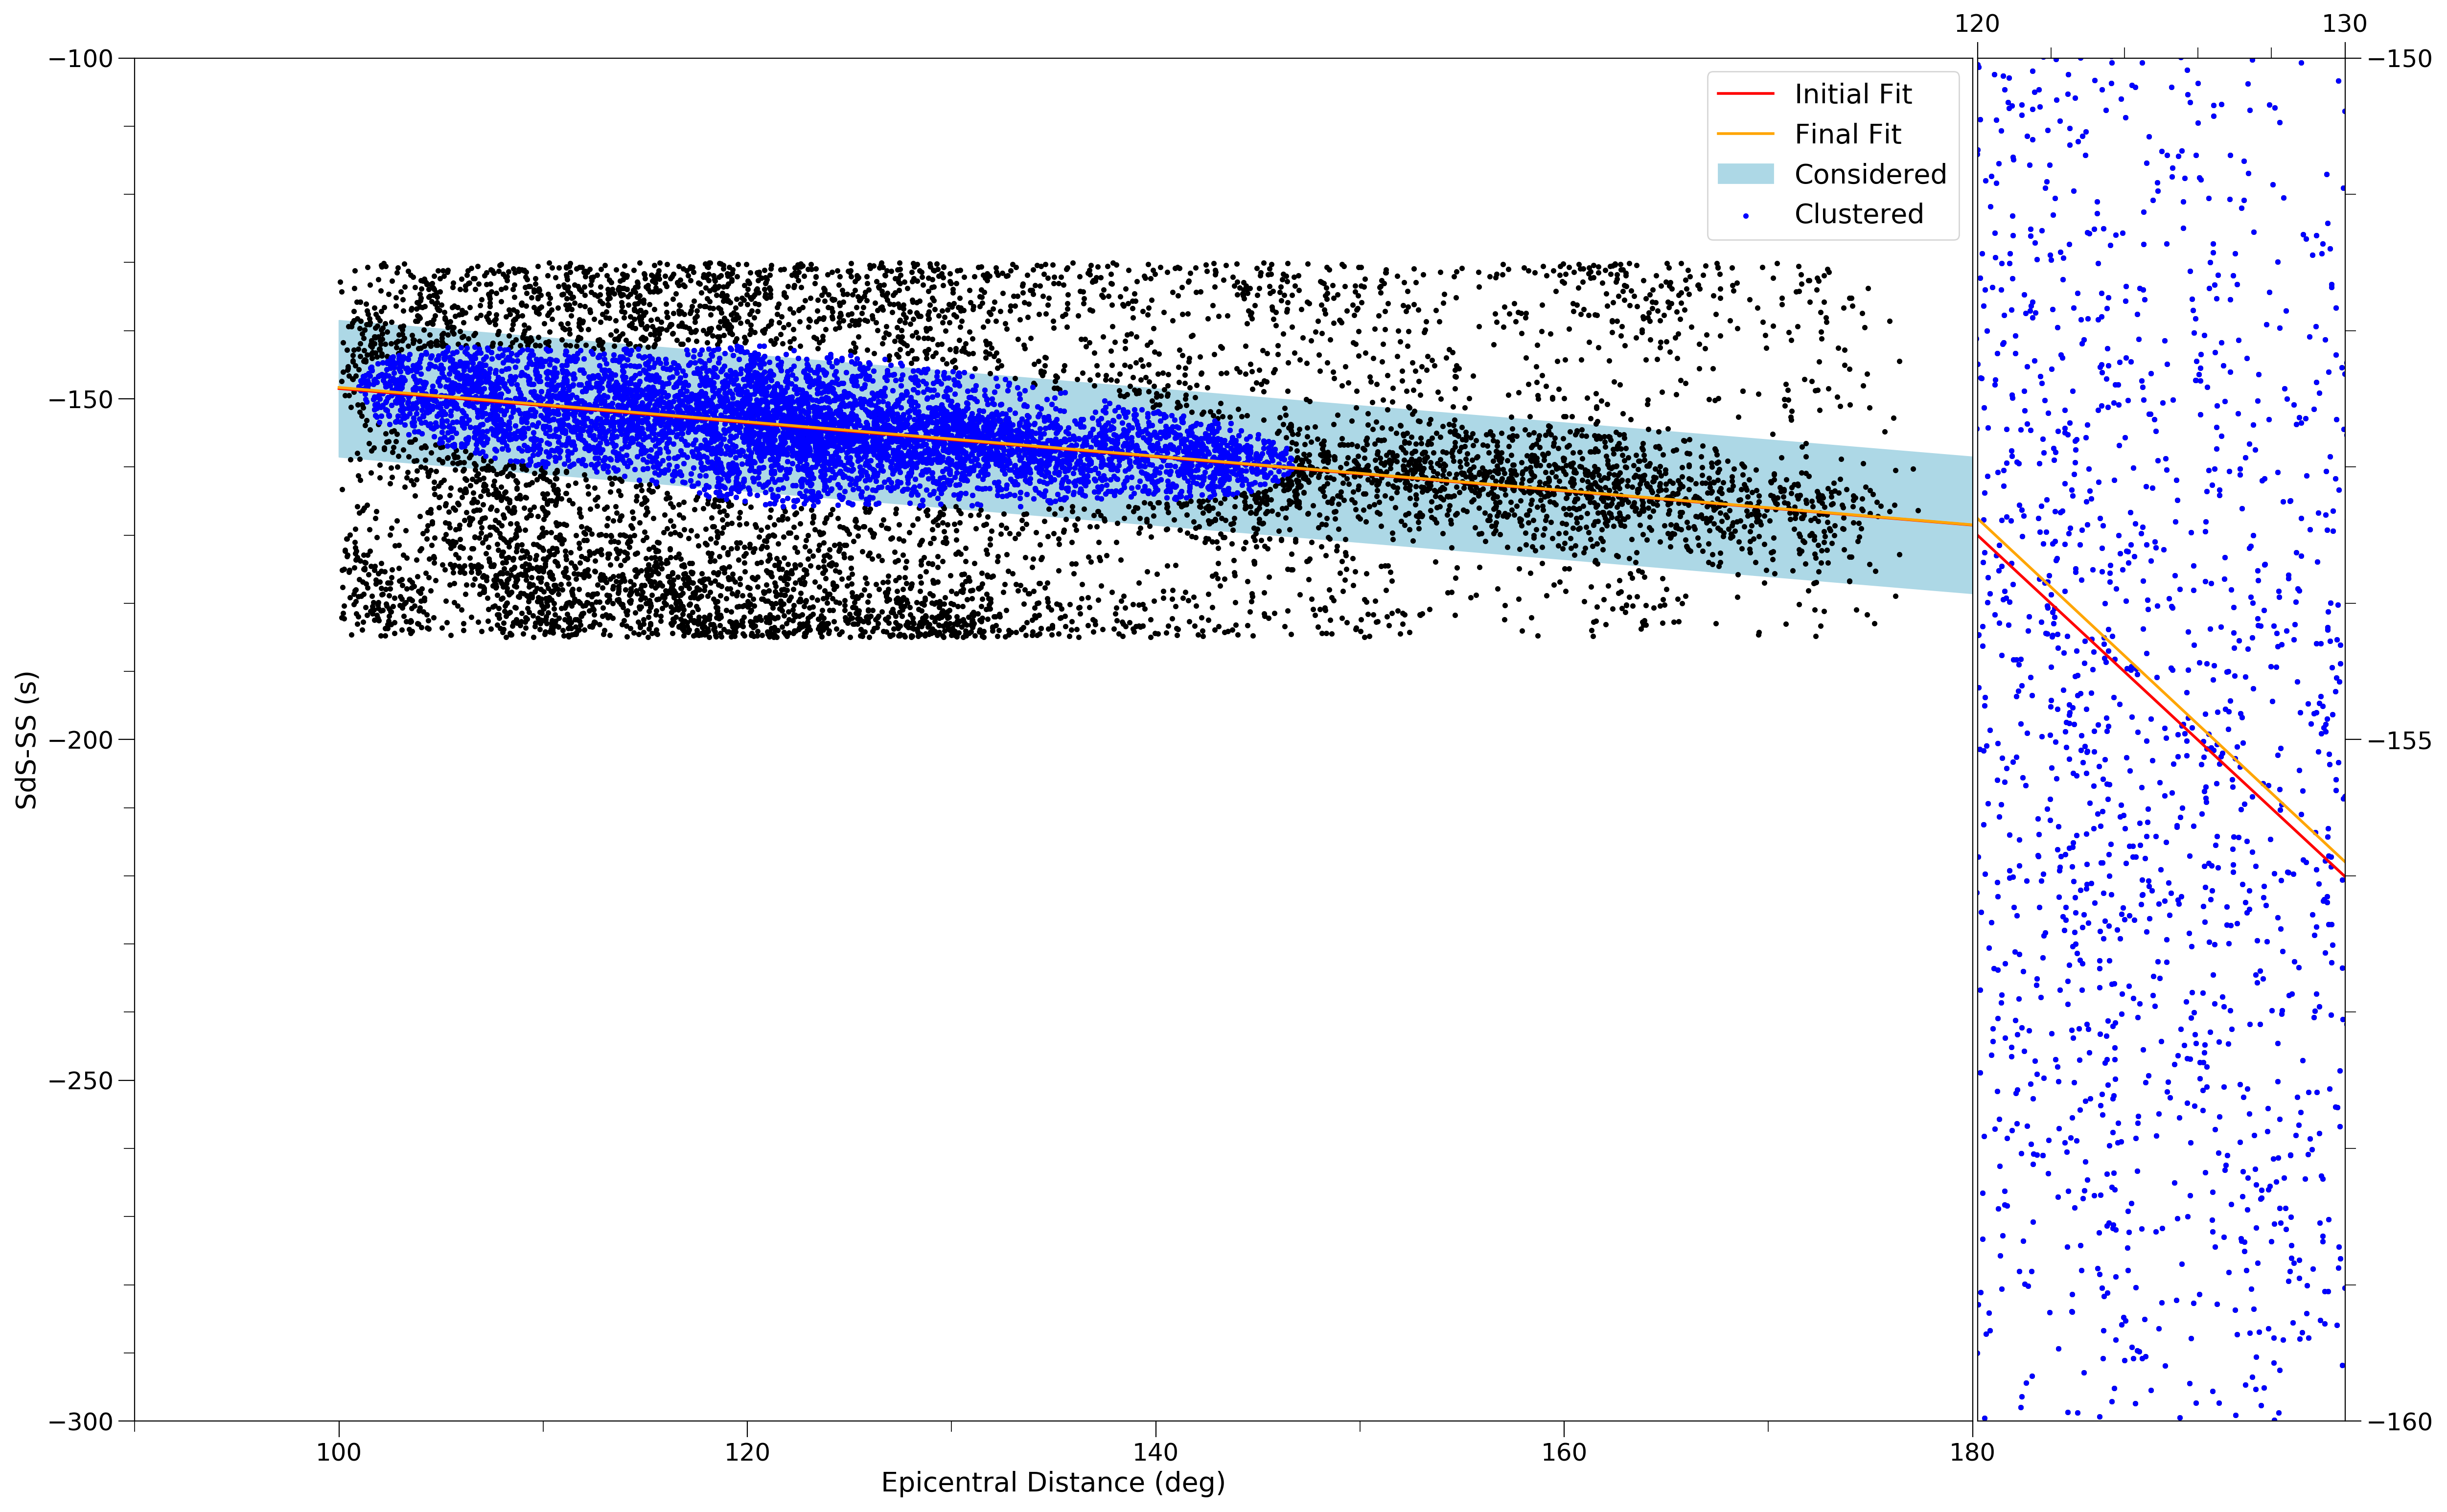 120
130
−100
−150
Initial Fit
Final Fit
Considered
Clustered
−150
SdS-SS (s)
−200
−155
−250
−300
−160
100
120
140
160
180
Epicentral Distance (deg)